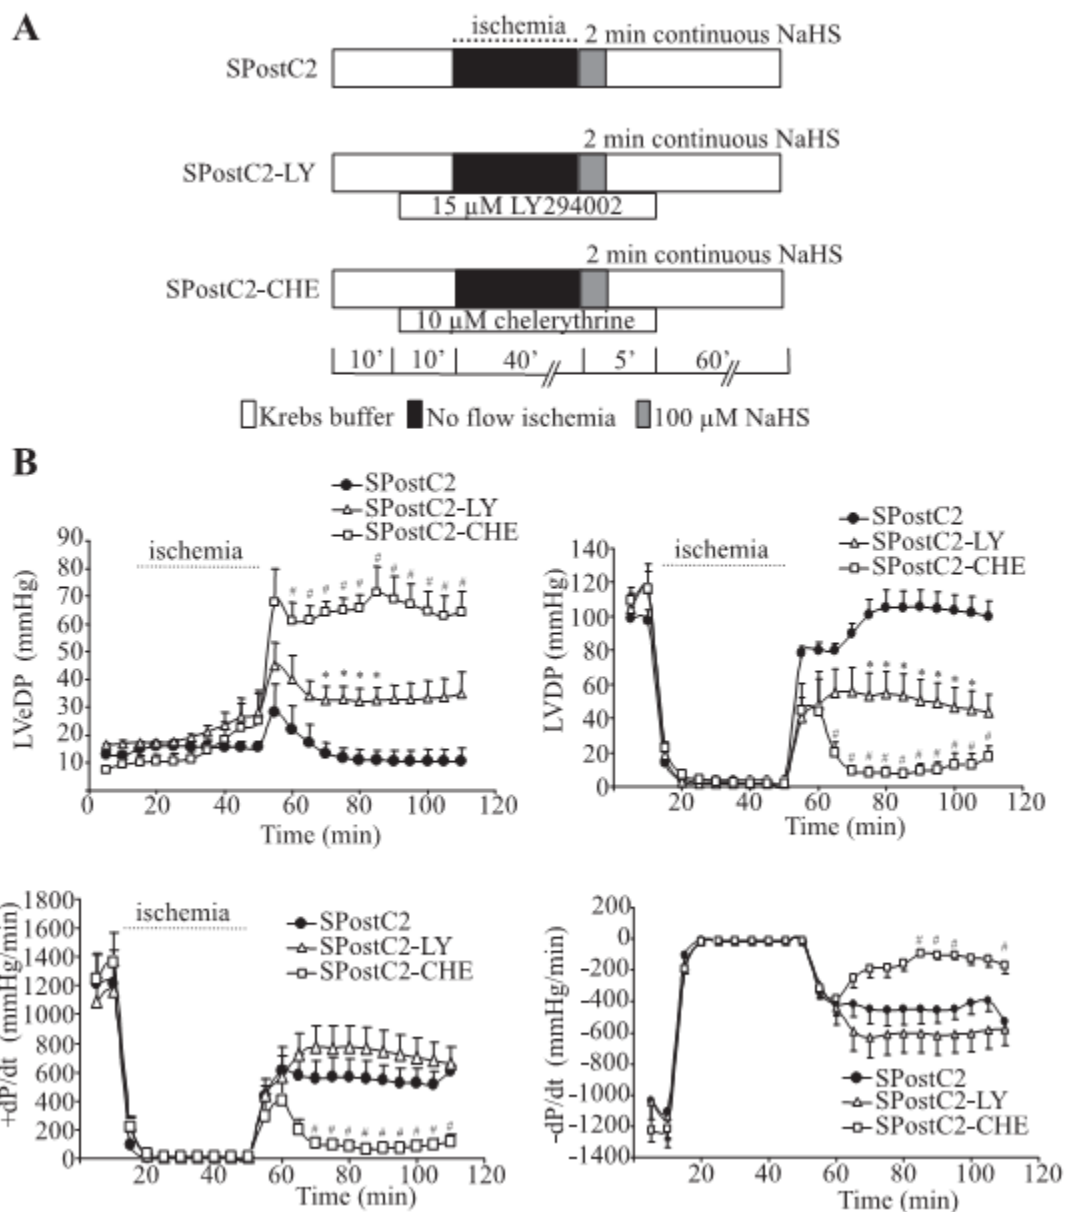 A
ischemia
2 min continuous NaHS
SPostC2
2 min continuous NaHS
SPostC2-LY
15 µM LY294002
2 min continuous NaHS
SPostC2-CHE
10 µM chelerythrine
10’ 10’ 40’ 5’ 60’
Krebs buffer No flow ischemia 100 µM NaHS
B
SPostC2
SPostC2-LY
SPostC2-CHE
ischemia
LVeDP (mmHg)
90
80
70
60
50
40
30
20
10
# # # # # # # # # # #
* * * *
0 20 40 60 80 100 120
Time (min)
SPostC2
SPostC2-LY
SPostC2-CHE
ischemia
LVDP (mmHg)
140
120
100
80
60
40
20
0
* * * * * * *
# # # # # # # # # #
20 40 60 80 100 120
Time (min)
ischemia
SPostC2
SPostC2-LY
SPostC2-CHE
+dP/dt (mmHg/min)
1800
1600
1400
1200
1000
800
600
400
200
0
# # # # # # # # #
20 40 60 80 100 120
Time (min)
-dP/dt (mmHg/min)
200
0
-200
-400
-600
-800
-1000
-1200
-1400
# # # #
SPostC2
SPostC2-LY
SPostC2-CHE
20 40 60 80 100 120
Time (min)